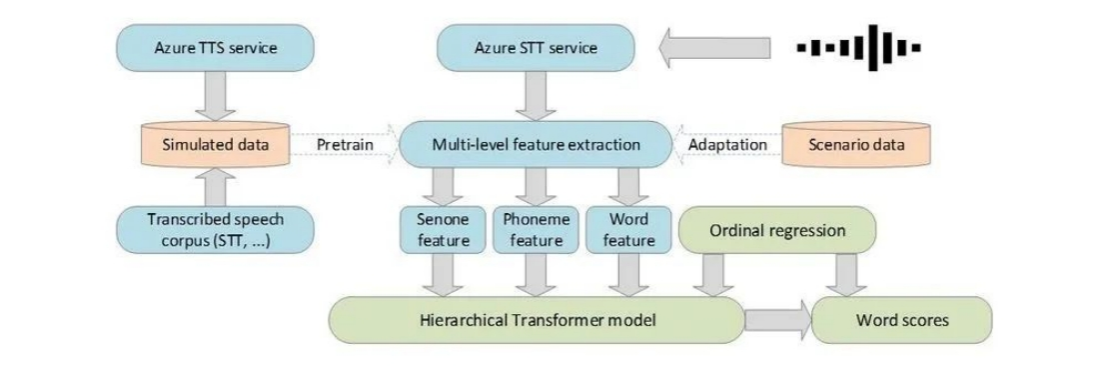 Azure TTS service
Azure STT service
Simulated data
Pretrain
Multi-level feature extraction
Adaptation
Scenario data
Transcribed speech
corpus (STT, ...)
Senone
feature
Phoneme
feature
Word
feature
Ordinal regression
Hierarchical Transformer model
Word scores